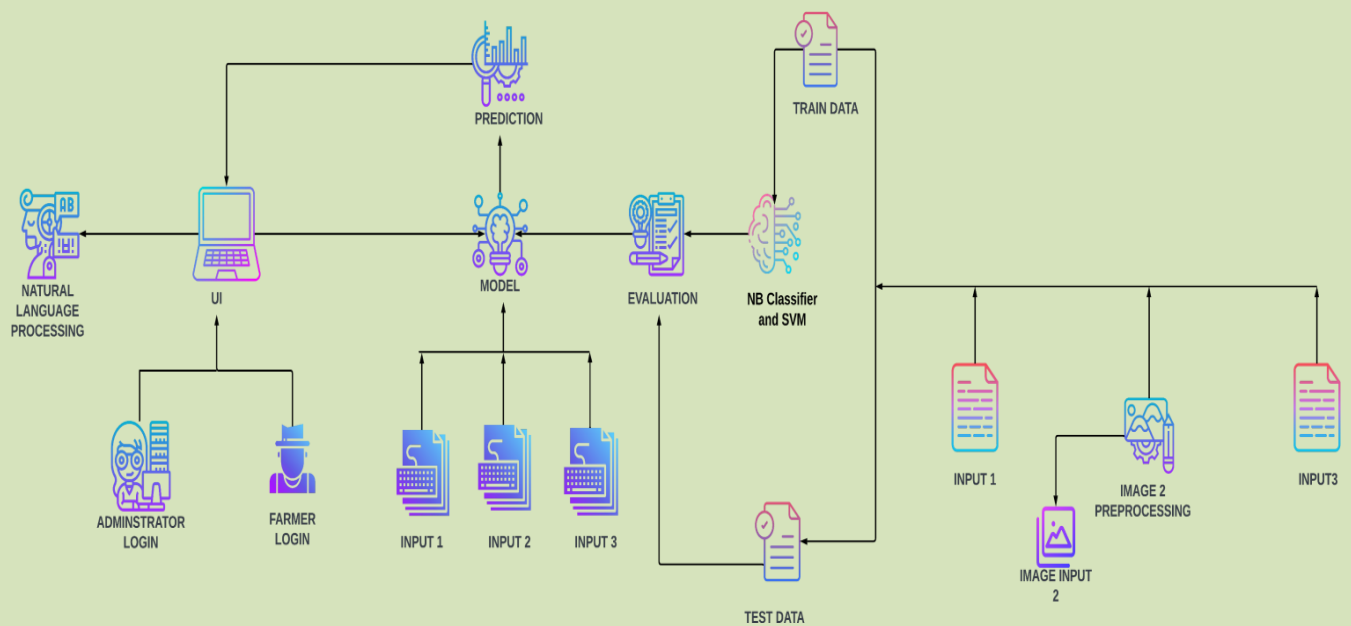 TRAIN DATA
PREDICTION
NATURAL
LANGUAGE
PROCESSING
UI
MODEL
EVALUATION
NB Classifier
and SVM
ADMINSTRATOR
LOGIN
FARMER
LOGIN
INPUT 1
INPUT 2
INPUT 3
TEST DATA
INPUT 1
IMAGE 2
PREPROCESSING
IMAGE INPUT
2
INPUT3